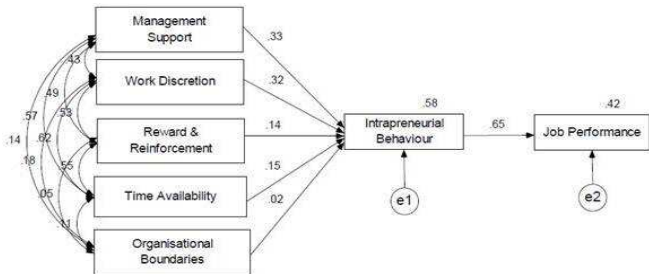 Management
Support
.33
.43
Work Discretion
.32
.49
.53
.58
.57
Reward &
Reinforcement
.14
Intrapreneurial
Behaviour
.65
.42
Job Performance
.14
.62
.18
.55
Time Availability
.15
e1
e2
.05
.02
.11
Organisational
Boundaries